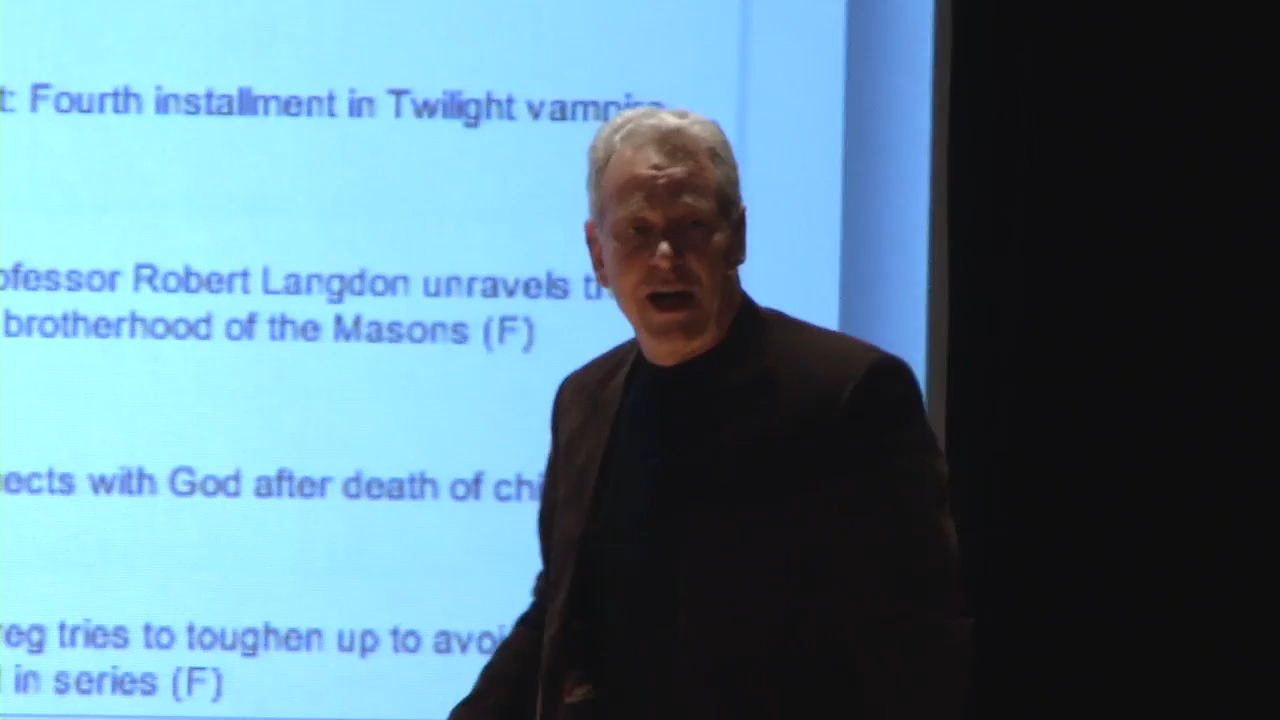 t: Fourth installment in Twilight vampire
ofessor Robert Langdon unravels
brotherhood of the Masons (F)
ects with God after death of chi
reg tries to toughen up to avoi
in series (F)